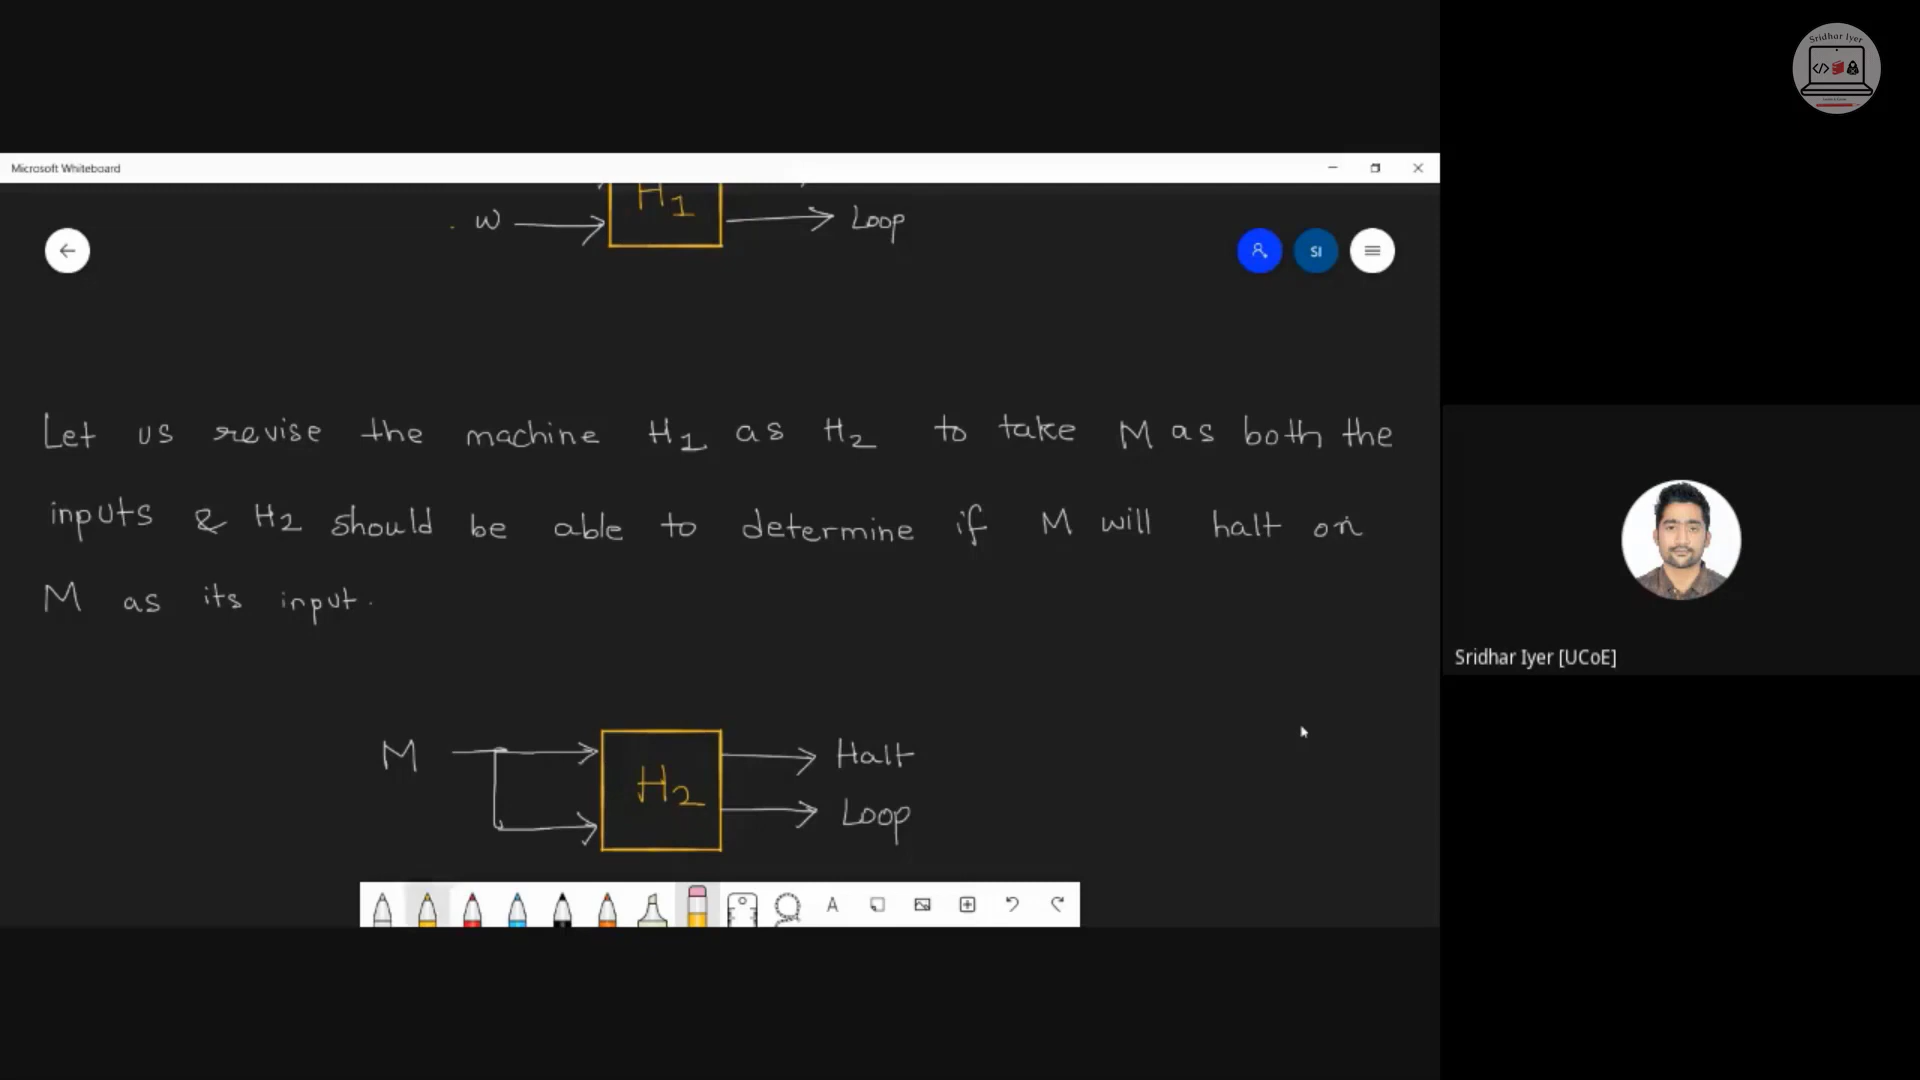 Sridhar Iyer
</>
Microsoft Whiteboard
H1
w Loop
SI
Let us revise the machine H1 as H2 to take M as both the
inputs & H2 should be able to determine if M will halt on
M as its input.
M H2 Halt
Loop
A
Sridhar Iyer [UCoE]